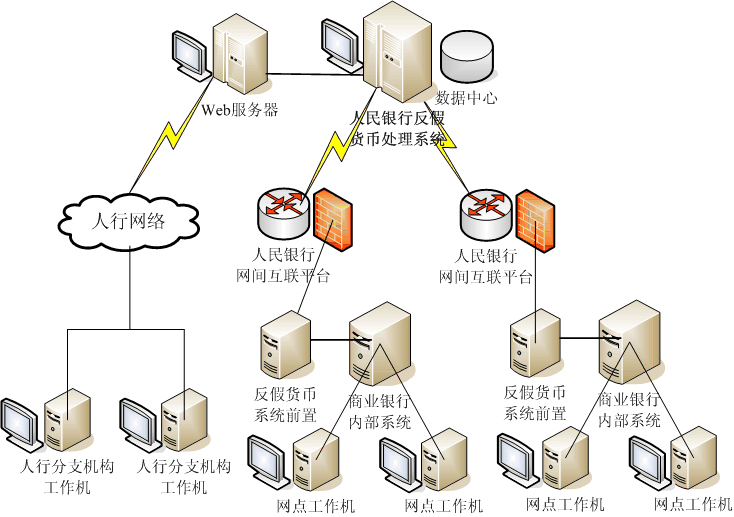 Web服务器
数据中心
人民银行反假
货币处理系统
人行网络
人民银行
网间互联平台
人民银行
网间互联平台
反假货币
系统前置
商业银行
内部系统
反假货币
系统前置
商业银行
内部系统
人行分支机构
工作机
人行分支机构
工作机
网点工作机
网点工作机
网点工作机
网点工作机